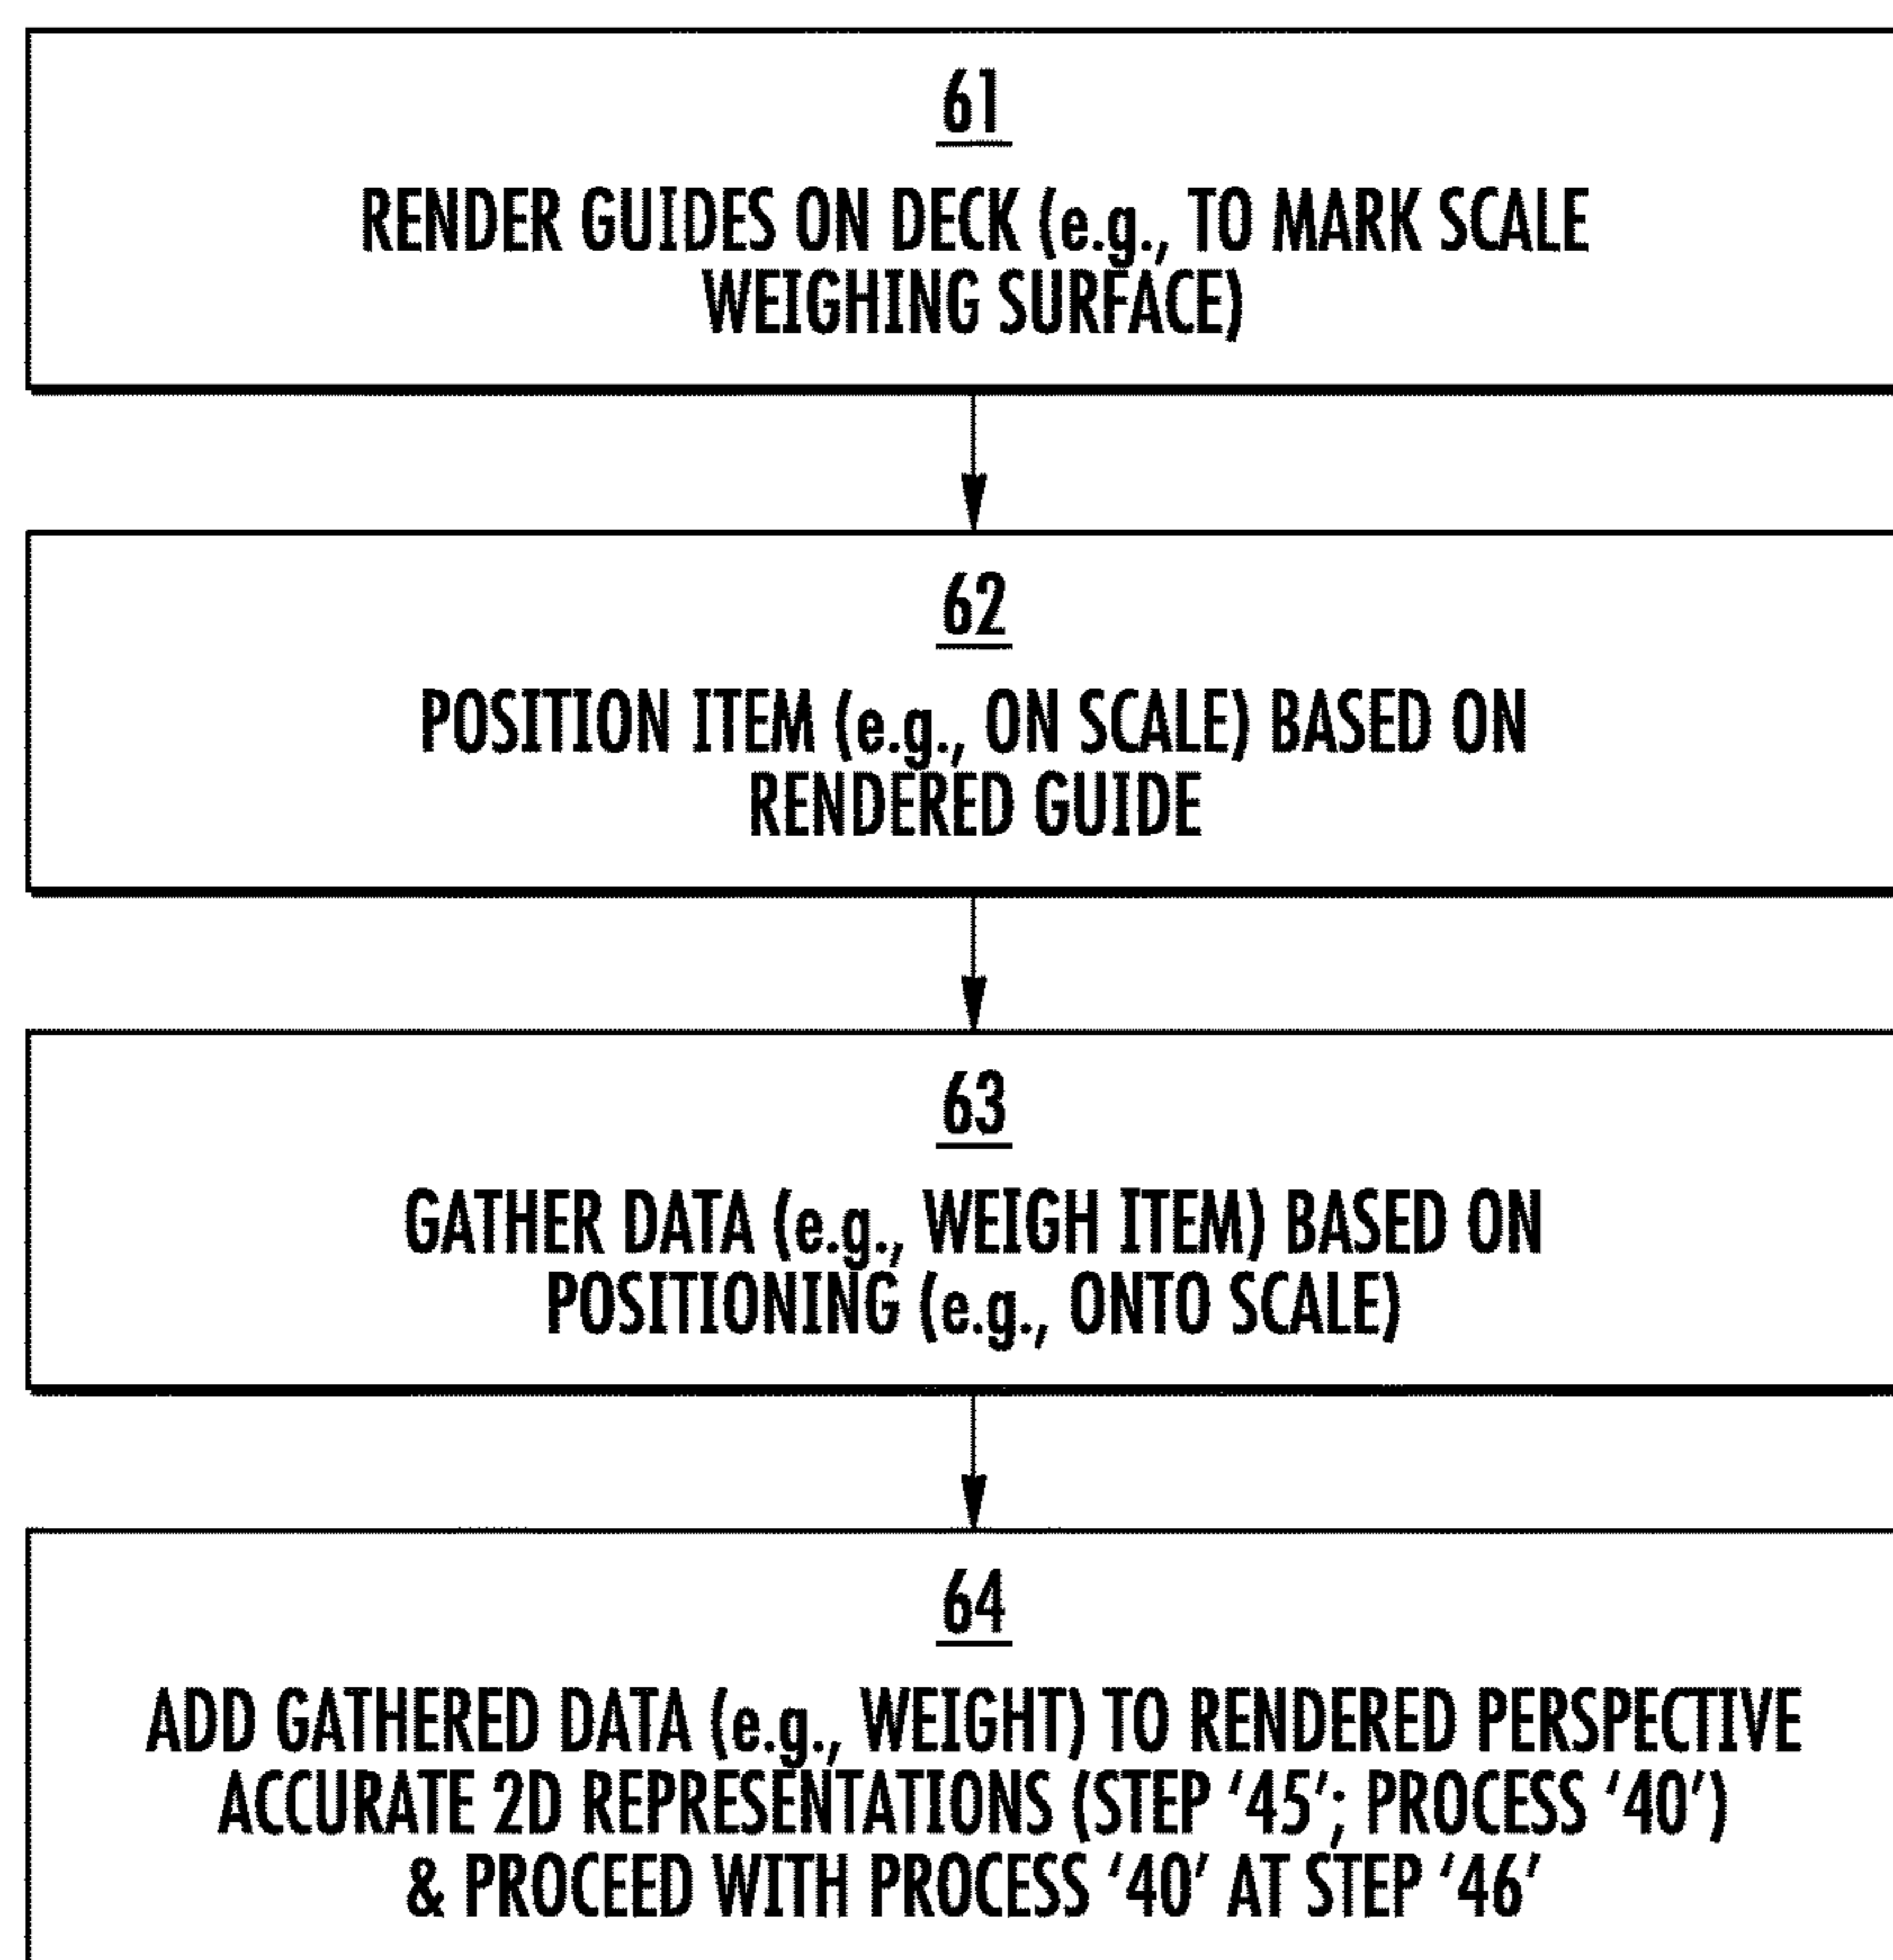 61
RENDER GUIDES ON DECK (e.g., TO MARK SCALE
WEIGHING SURFACE)
62
POSITION ITEM (e.g., ON SCALE) BASED ON
RENDERED GUIDE
63
GATHER DATA (e.g., WEIGH ITEM) BASED ON
POSITIONING (e.g., ONTO SCALE)
64
ADD GATHERED DATA (e.g., WEIGHT) TO RENDERED PERSPECTIVE
ACCURATE 2D REPRESENTATIONS (STEP ‘45’; PROCESS ‘40’)
& PROCEED WITH PROCESS ‘40’ AT STEP ‘46’